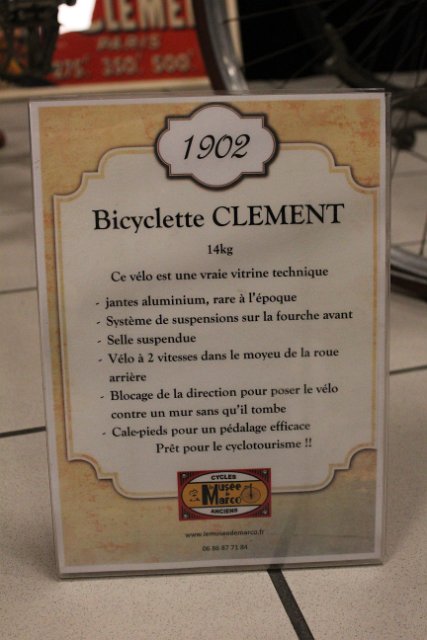 CLEMENT
PARIS
375' 350' 500'
1902
Bicyclette CLEMENT
14kg
Ce vélo est une vraie vitrine technique
- jantes aluminium, rare à l'époque
- Système de suspensions sur la fourche avant
- Selle suspendue
- Vélo à 2 vitesses dans le moyeu de la roue
arrière
- Blocage de la direction pour poser le vélo
contre un mur sans qu'il tombe
- Cale-pieds pour un pédalage efficace
Prêt pour le cyclotourisme !!
CYCLES
Musée
Marco
ANCIENS
www.lemuseedemarco.fr
06 86 87 71 84